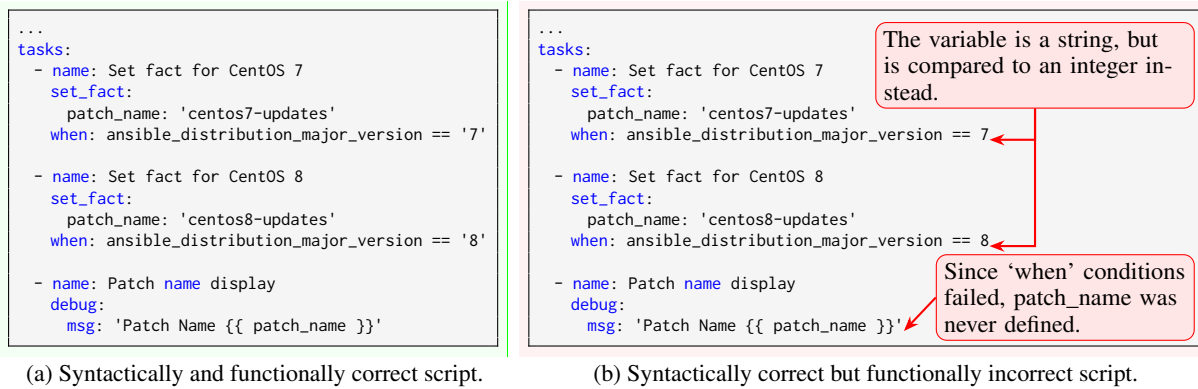 ...
tasks:
  - name: Set fact for CentOS 7
    set_fact:
      patch_name: 'centos7-updates'
    when: ansible_distribution_major_version == '7'
  - name: Set fact for CentOS 8
    set_fact:
      patch_name: 'centos8-updates'
    when: ansible_distribution_major_version == '8'
  - name: Patch name display
    debug:
      msg: 'Patch Name {{ patch_name }}'
(a) Syntactically and functionally correct script.
...
tasks:
  - name: Set fact for CentOS 7
    set_fact:
      patch_name: 'centos7-updates'
    when: ansible_distribution_major_version == 7
  - name: Set fact for CentOS 8
    set_fact:
      patch_name: 'centos8-updates'
    when: ansible_distribution_major_version == 8
  - name: Patch name display
    debug:
      msg: 'Patch Name {{ patch_name }}'
The variable is a string, but
is compared to an integer in-
stead.
Since ‘when’ conditions
failed, patch_name was
never defined.
(b) Syntactically correct but functionally incorrect script.